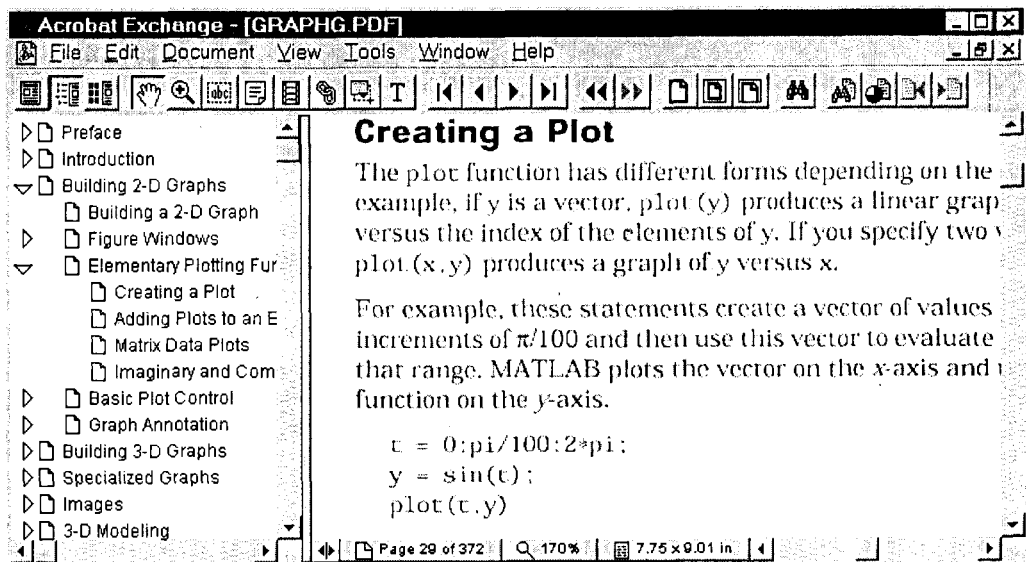 Acrobat Exchange - [GRAPHG.PDF]
File Edit Document View Tools Window Help
Preface
Introduction
Building 2-D Graphs
Building a 2-D Graph
Figure Windows
Elementary Plotting Fur
Creating a Plot
Adding Plots to an E
Matrix Data Plots
Imaginary and Com
Basic Plot Control
Graph Annotation
Building 3-D Graphs
Specialized Graphs
Images
3-D Modeling
Creating a Plot
The plot function has different forms depending on the
example, if y is a vector, plot(y) produces a linear grap
versus the index of the elements of y. If you specify two
plot(x,y) produces a graph of y versus x.
For example, these statements create a vector of values
increments of π/100 and then use this vector to evaluate
that range. MATLAB plots the vector on the x-axis and
function on the y-axis.
t = 0:pi/100:2*pi;
y = sin(t);
plot(t,y)
Page 29 of 372 170% 7.75 x 9.01 in